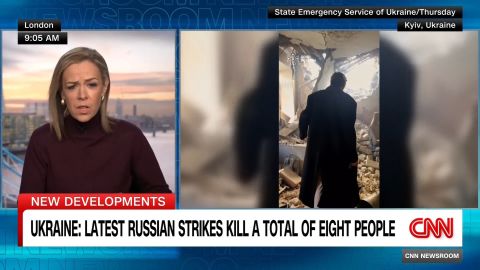 London
9:05 AM
State Emergency Service of Ukraine/Thursday
Kyiv, Ukraine
NEW DEVELOPMENTS
UKRAINE: LATEST RUSSIAN STRIKES KILL A TOTAL OF EIGHT PEOPLE
CNN
CNN NEWSROOM